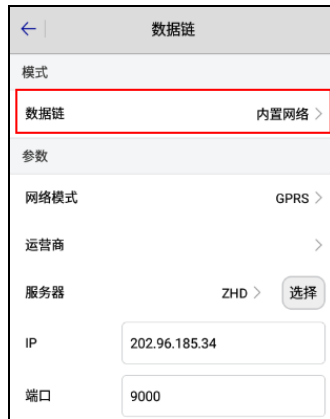 数据链
模式
数据链 内置网络
参数
网络模式 GPRS
运营商
服务器 ZHD 选择
IP 202.96.185.34
端口 9000